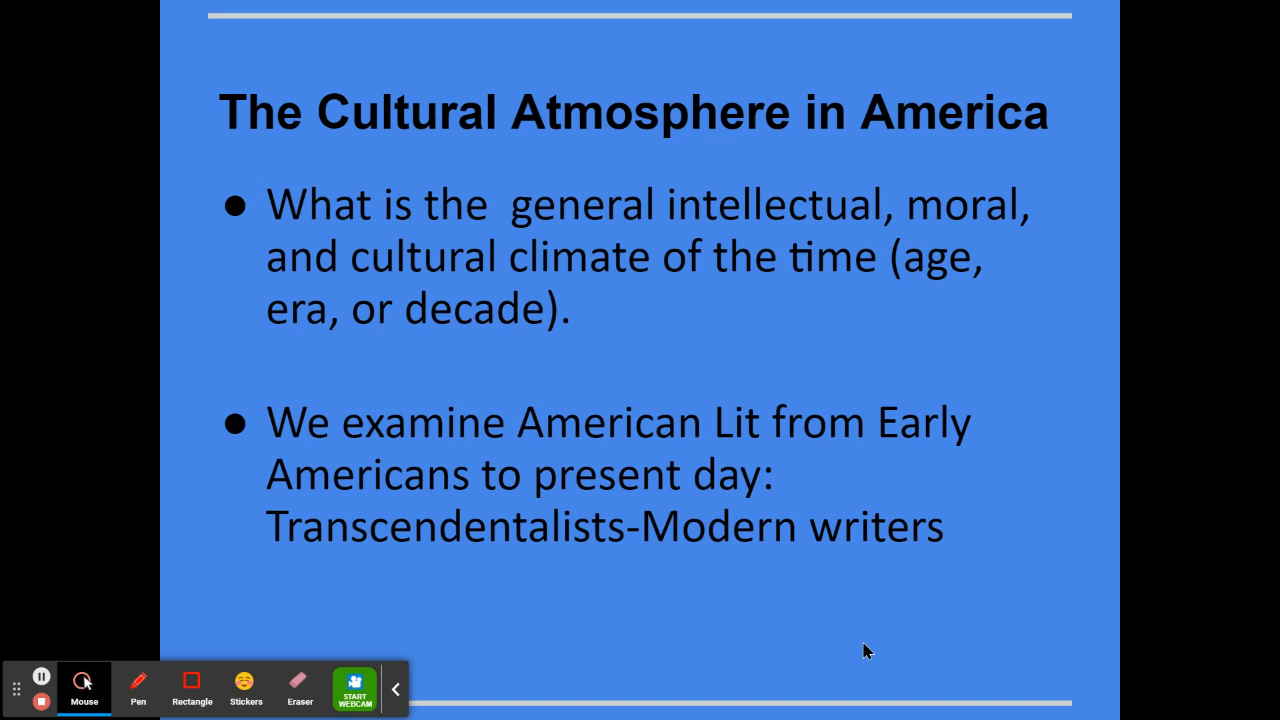 The Cultural Atmosphere in America
● What is the  general intellectual, moral,
and cultural climate of the time (age,
era, or decade).
● We examine American Lit from Early
Americans to present day:
Transcendentalists-Modern writers
Mouse Pen Rectangle Stickers Eraser START
WEBCAM